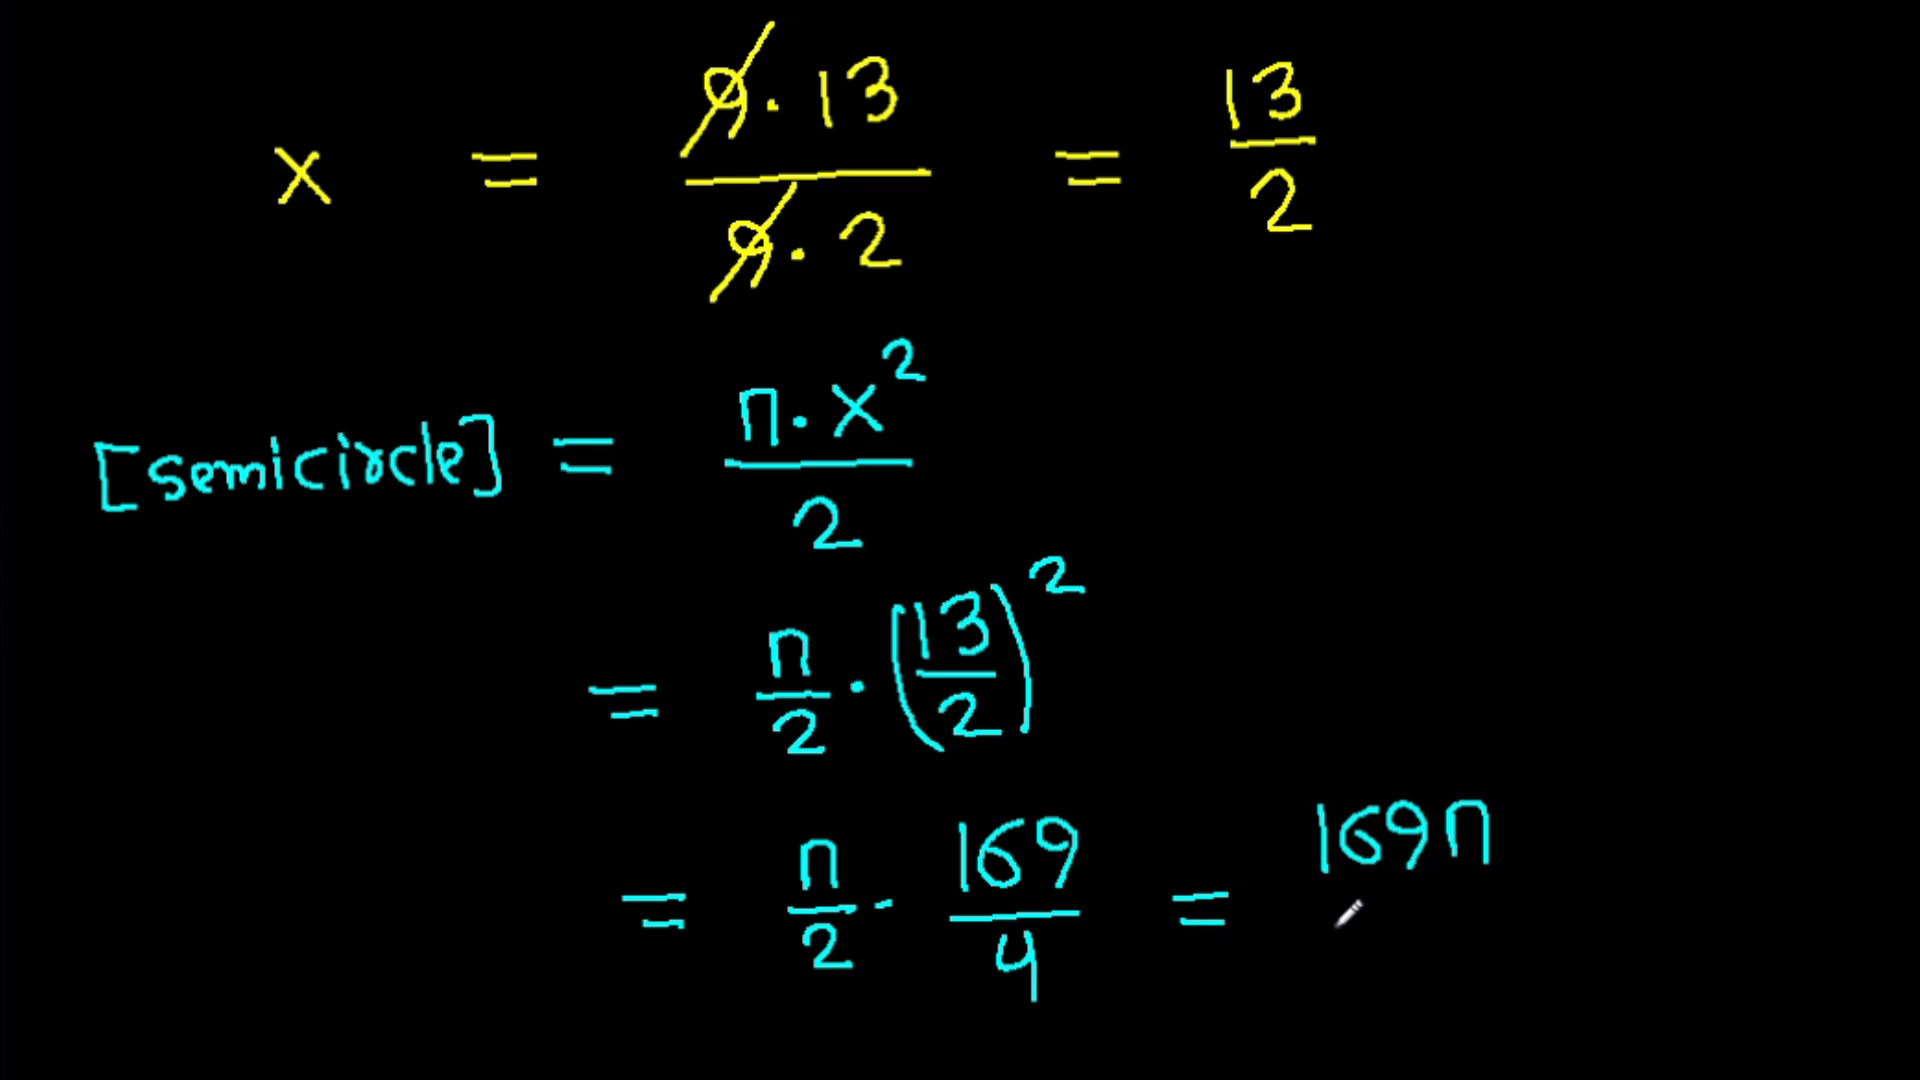 x = 9·13 / 9·2 = 13/2
[semicircle] = π·x² / 2
= π/2 · (13/2)²
= π/2 · 169/4 = 169π